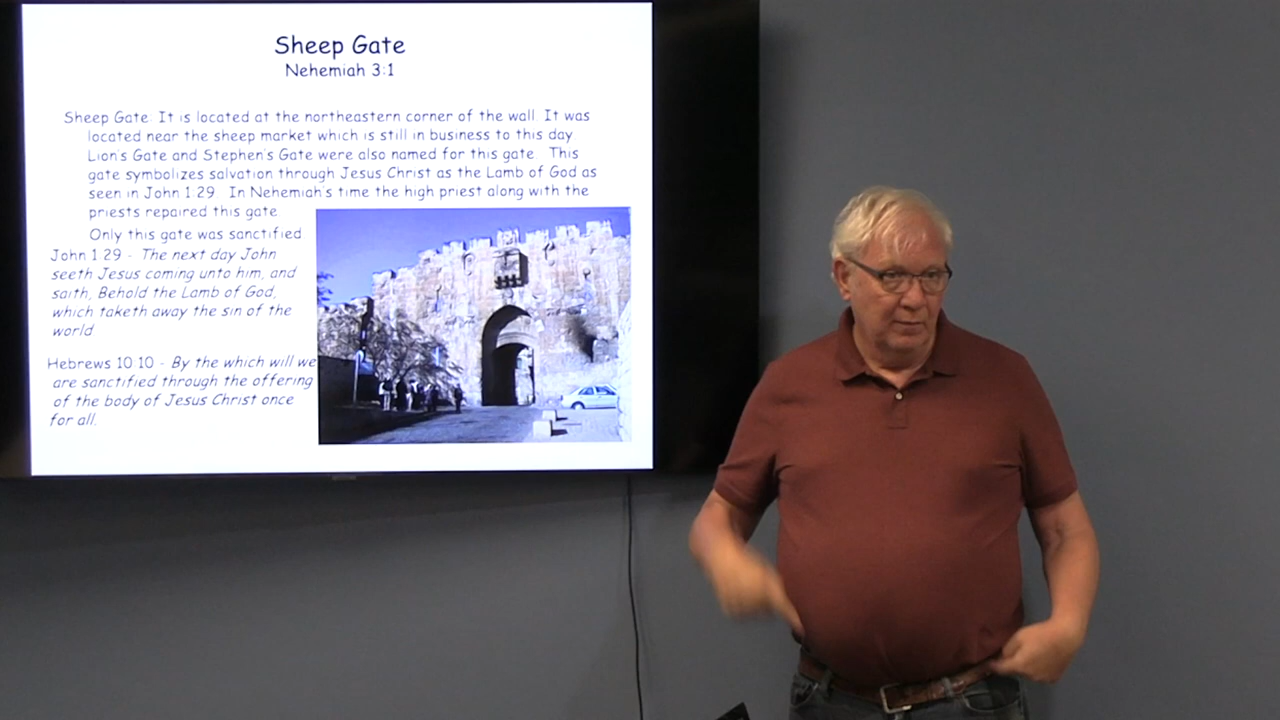 Sheep Gate
Nehemiah 3:1
Sheep Gate: It is located at the northeastern corner of the wall. It was
located near the sheep market which is still in business to this day
Lion's Gate and Stephen's Gate were also named for this gate. This
gate symbolizes salvation through Jesus Christ as the Lamb of God as
seen in John 1:29. In Nehemiah's time the high priest along with the
priests repaired this gate
Only this gate was sanctified
John 1:29 - The next day John
seeth Jesus coming unto him, and
saith, Behold the Lamb of God,
which taketh away the sin of the
world
Hebrews 10:10 - By the which will we
are sanctified through the offering
of the body of Jesus Christ once
for all.